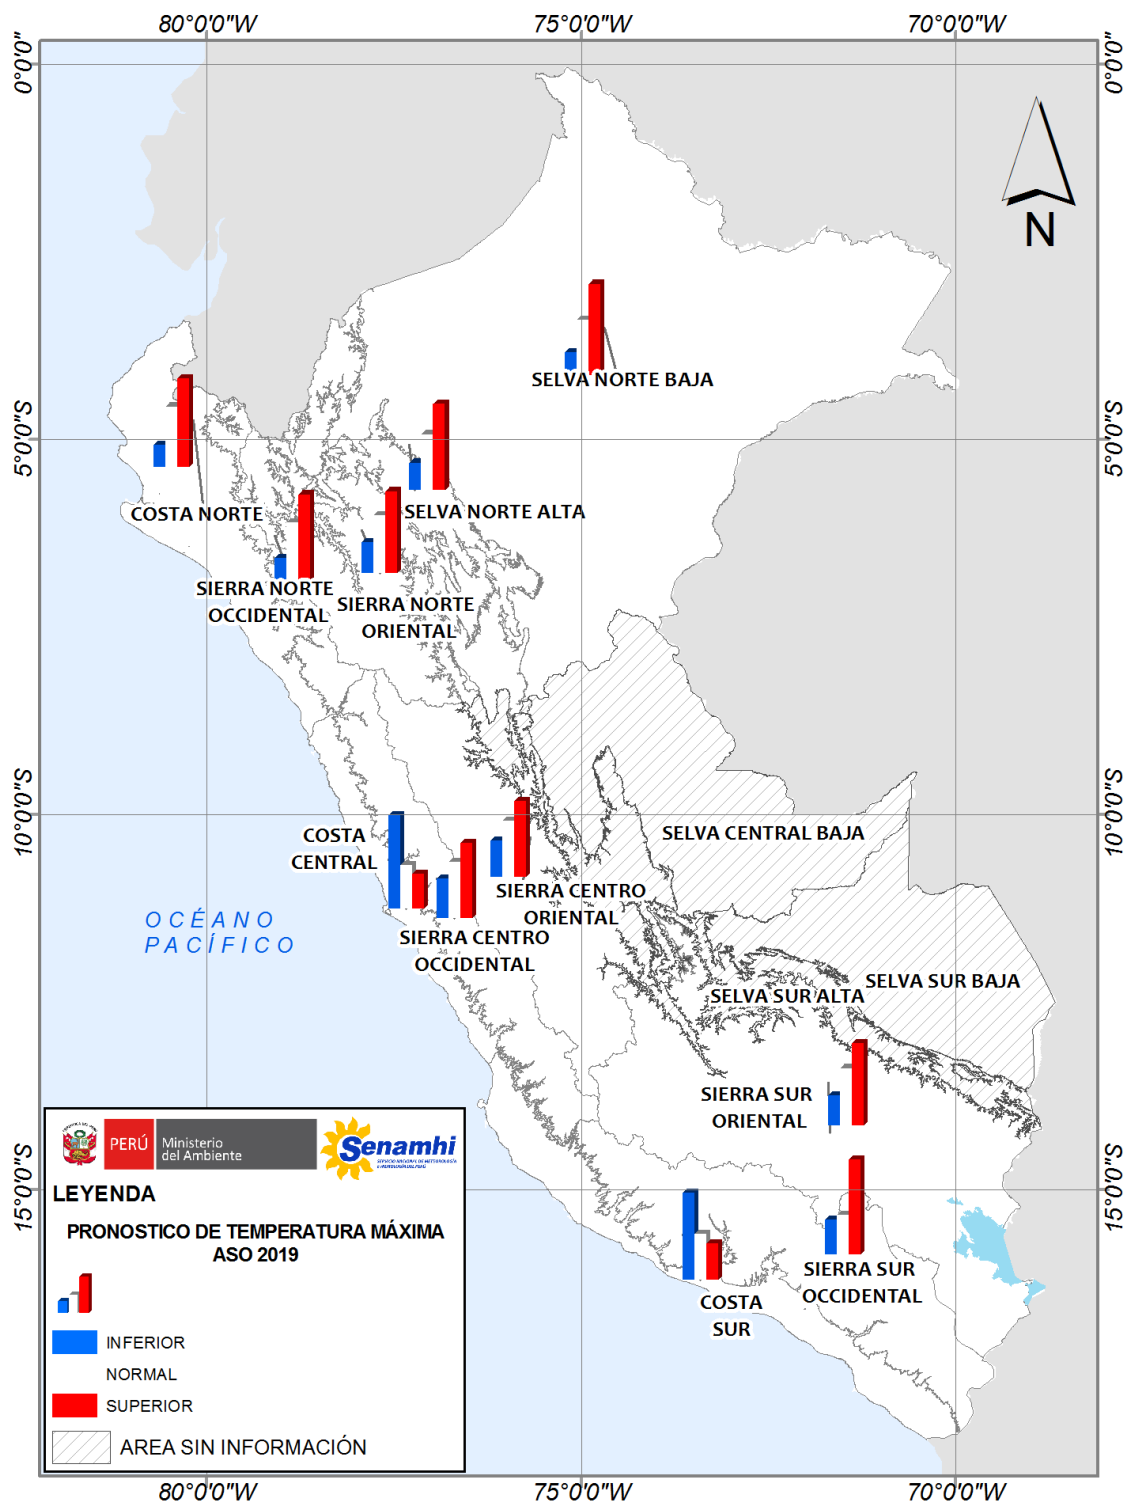 80°0'0"W
75°0'0"W
70°0'0"W
0°0'0"
0°0'0"
N
SELVA NORTE BAJA
5°0'0"S
5°0'0"S
COSTA NORTE
SELVA NORTE ALTA
SIERRA NORTE
OCCIDENTAL
SIERRA NORTE
ORIENTAL
10°0'0"S
10°0'0"S
COSTA
CENTRAL
SELVA CENTRAL BAJA
SIERRA CENTRO
ORIENTAL
OCÉANO
PACÍFICO
SIERRA CENTRO
OCCIDENTAL
SELVA SUR BAJA
SELVA SUR ALTA
SIERRA SUR
ORIENTAL
15°0'0"S
15°0'0"S
SIERRA SUR
OCCIDENTAL
COSTA
SUR
PERÚ
Ministerio
del Ambiente
Senamhi
LEYENDA
PRONOSTICO DE TEMPERATURA MÁXIMA
ASO 2019
INFERIOR
NORMAL
SUPERIOR
AREA SIN INFORMACIÓN
80°0'0"W
75°0'0"W
70°0'0"W